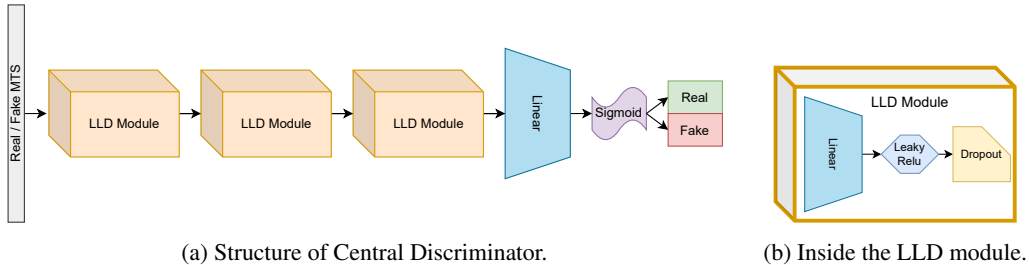 Real / Fake MTS
LLD Module
LLD Module
LLD Module
Linear
Sigmoid
Real
Fake
(a) Structure of Central Discriminator.
LLD Module
Linear
Leaky
Relu
Dropout
(b) Inside the LLD module.